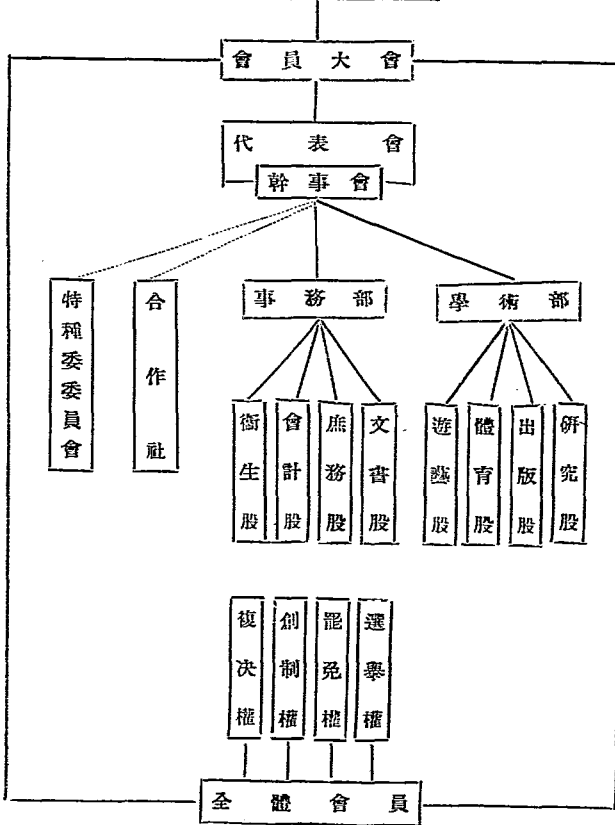 會員大會
代表會
幹事會
學術部
事務部
合作社
特種委委員會
研究股
出版股
體育股
遊藝股
文書股
庶務股
會計股
衞生股
選舉權
罷免權
創制權
複決權
全體會員